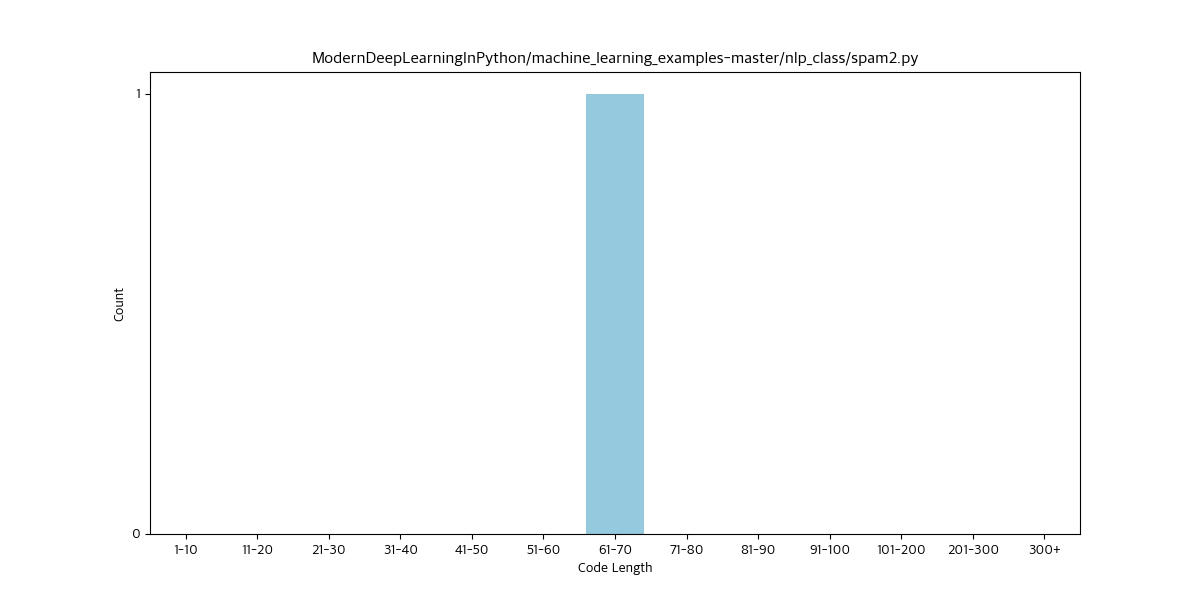 ModernDeepLearningInPython/machine_learning_examples-master/nlp_class/spam2.py
1
Count
0
1-10 11-20 21-30 31-40 41-50 51-60 61-70 71-80 81-90 91-100 101-200 201-300 300+
Code Length